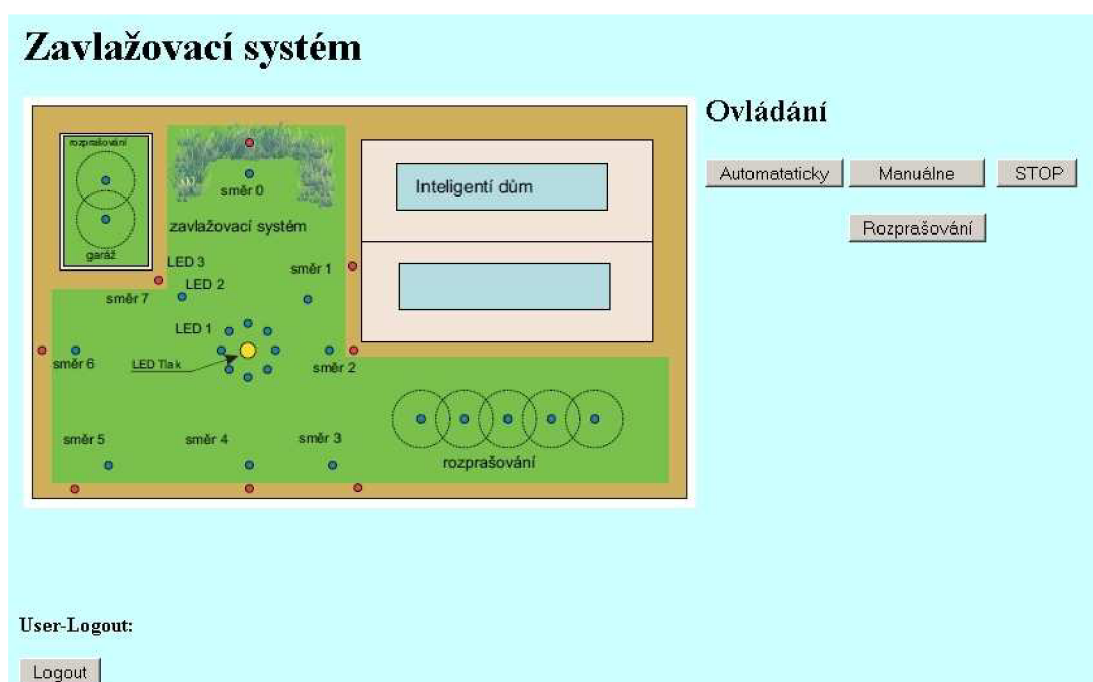 Zavlažovací systém
Ovládání
Automataticky Manuálne STOP
Rozprašování
rozprašování
směr 0
Inteligentí dům
zavlažovací systém
garáž
LED 3
směr 1
LED 2
směr 7
LED 1
směr 6
LED Tlak
směr 2
směr 5
směr 4
směr 3
rozprašování
User-Logout:
Logout